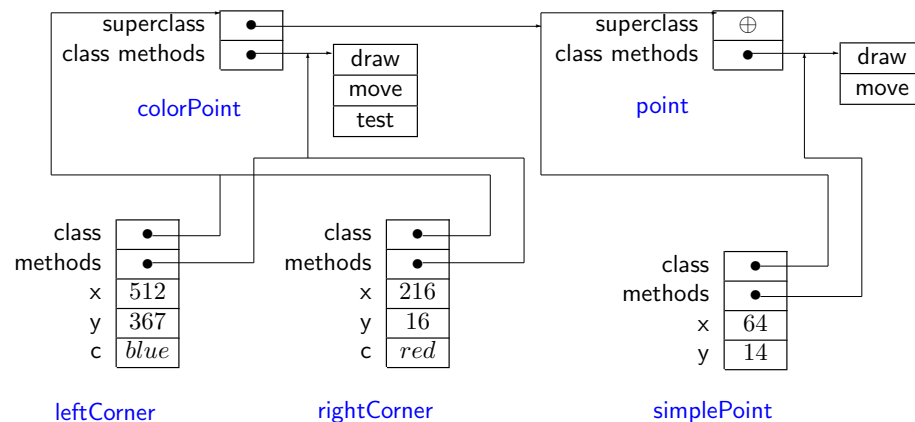 superclass
⊕
superclass
class methods
class methods
draw
move
test
draw
move
colorPoint
point
class
methods
x 512
y 367
c blue
class
methods
x 216
y 16
c red
class
methods
x 64
y 14
leftCorner
rightCorner
simplePoint